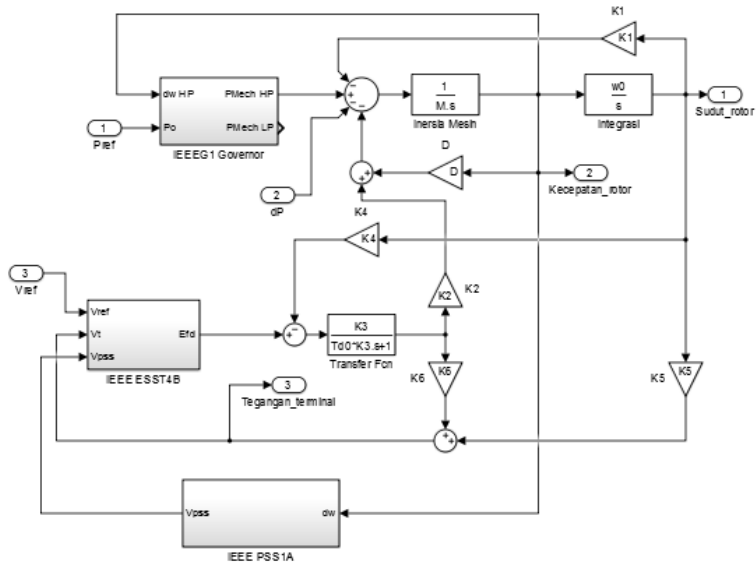 K1
K1
dw HP
PMech HP
Po
PMech LP
IEEEG1 Governor
1
Pref
2
dP
1
M.s
Inersia Mesin
w0
s
Integrasi
1
Sudut_rotor
D
D
2
Kecepatan_rotor
K4
K4
3
Vref
Vref
Vt
Vpss
Efd
IEEE ESST4B
K3
Td0*K3.s+1
Transfer Fcn
K2
K2
K6
K6
K5
K5
3
Tegangan_terminal
Vpss
dw
IEEE PSS1A